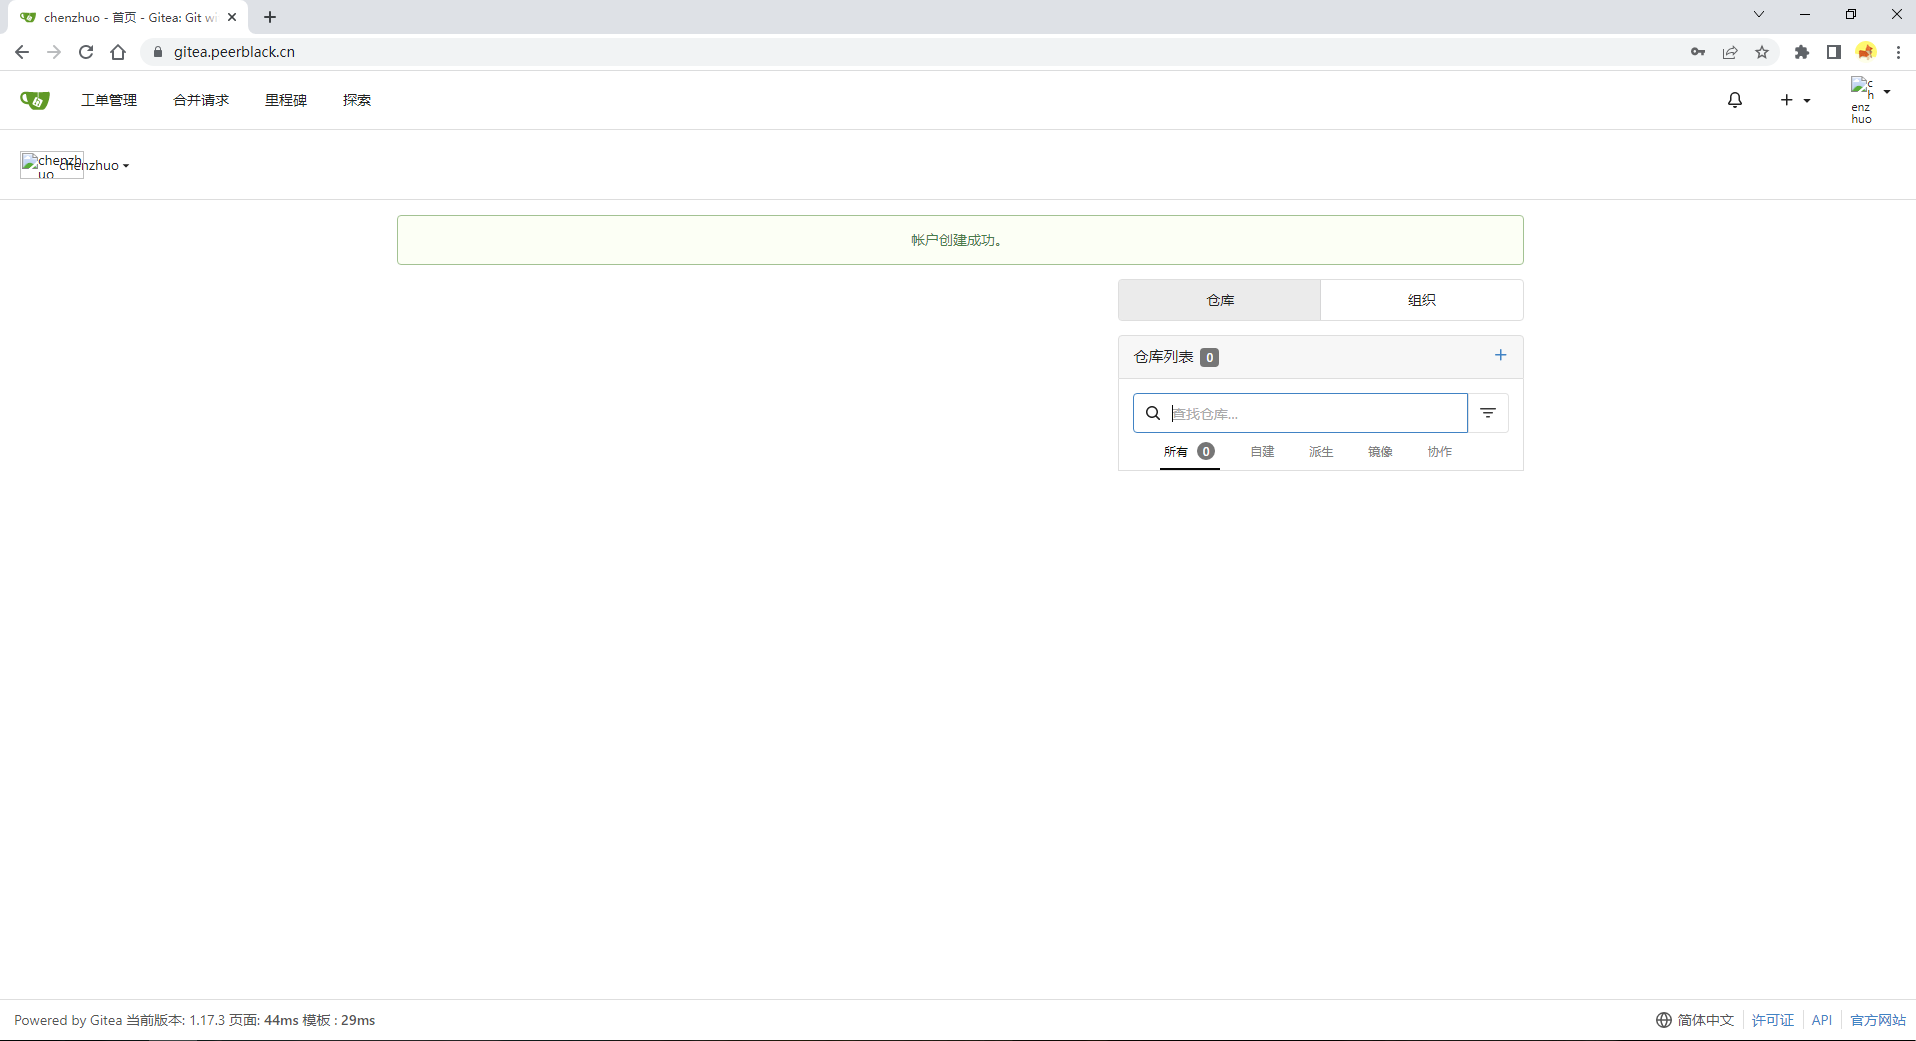 chenzhuo - 首页 - Gitea: Git wi
gitea.peerblack.cn
工单管理 合并请求 里程碑 探索
chenzhuo
chenzhuo chenzhuo
帐户创建成功。
仓库 组织
仓库列表 0
查找仓库...
所有 0 自建 派生 镜像 协作
Powered by Gitea 当前版本: 1.17.3 页面: 44ms 模板 : 29ms
简体中文 许可证 API 官方网站